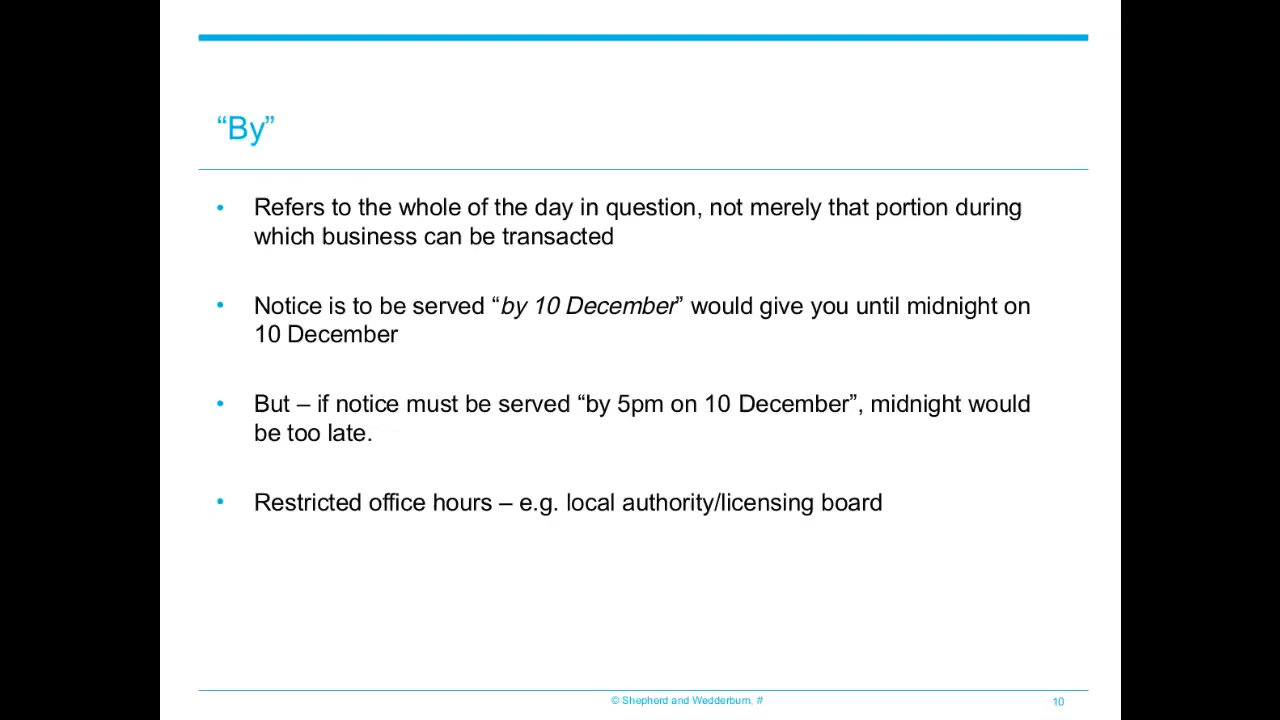 “By”
• Refers to the whole of the day in question, not merely that portion during
which business can be transacted
• Notice is to be served “by 10 December” would give you until midnight on
10 December
• But – if notice must be served “by 5pm on 10 December”, midnight would
be too late.
• Restricted office hours – e.g. local authority/licensing board
© Shepherd and Wedderburn, #
10